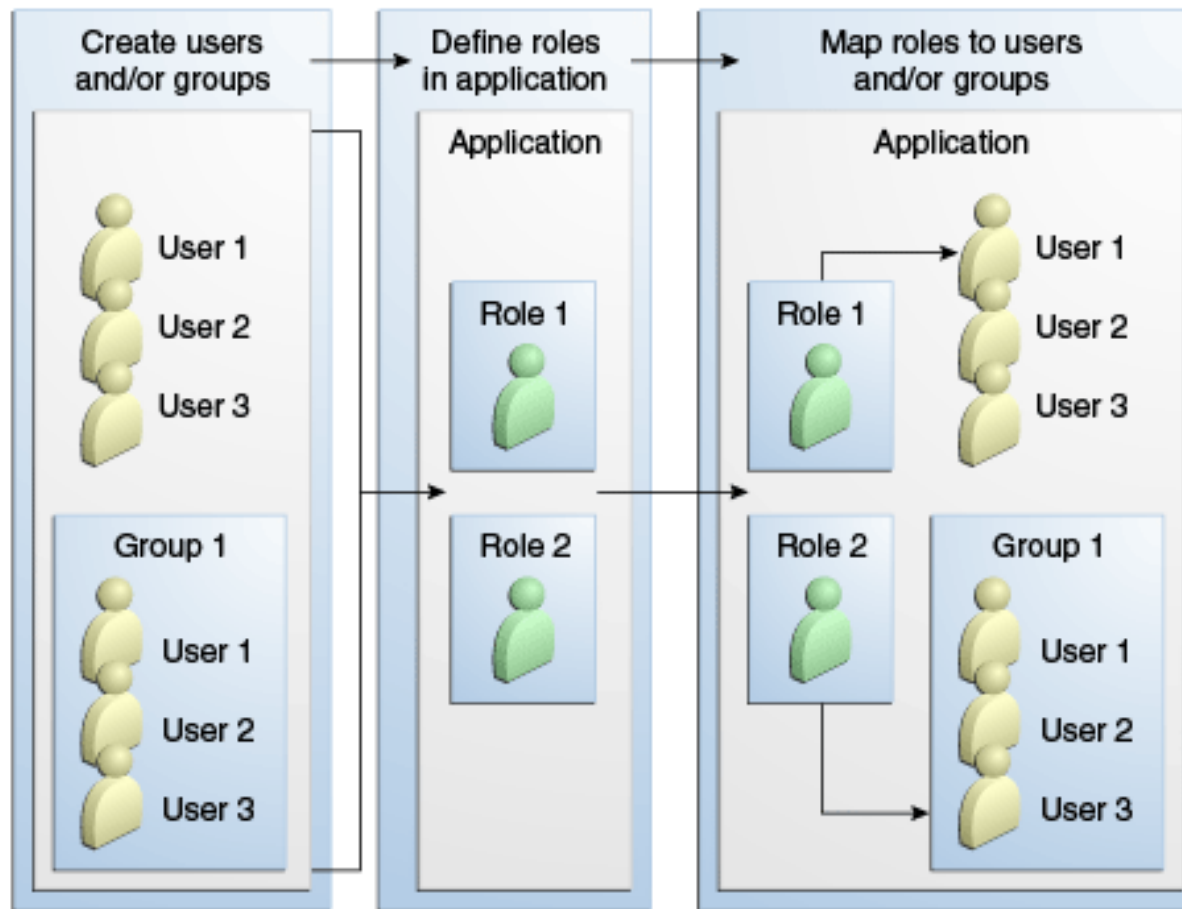 Create users
and/or groups
Define roles
in application
Map roles to users
and/or groups
User 1
User 2
User 3
Group 1
User 1
User 2
User 3
Application
Role 1
Role 2
Application
Role 1
User 1
User 2
User 3
Role 2
Group 1
User 1
User 2
User 3